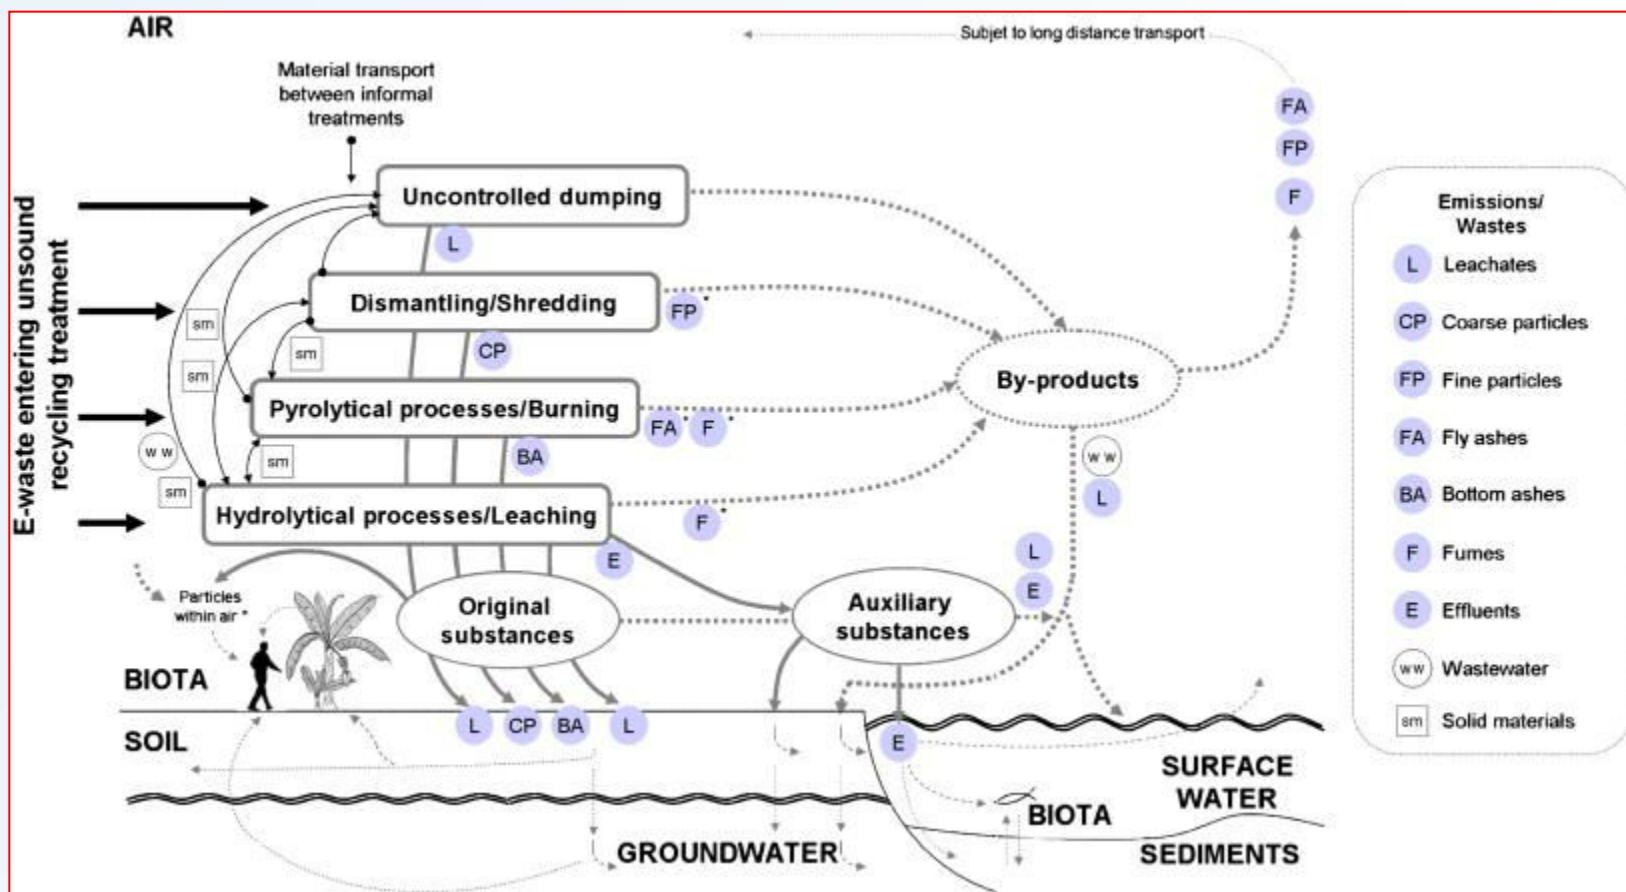 AIR
Subjet to long distance transport
Material transport
between informal
treatments
FA
FP
F
E-waste entering unsound
recycling treatment
Uncontrolled dumping
L
Dismantling/Shredding
FP*
CP
sm
sm
sm
Pyrolytical processes/Burning
FA* F*
BA
By-products
w w
sm
sm
Hydrolytical processes/Leaching
F*
E
w w
L
Particles
within air *
Original
substances
Auxiliary
substances
L
E
BIOTA
SOIL
L
CP
BA
L
E
SURFACE
WATER
BIOTA
GROUNDWATER
SEDIMENTS
Emissions/
Wastes
L Leachates
CP Coarse particles
FP Fine particles
FA Fly ashes
BA Bottom ashes
F Fumes
E Effluents
w w Wastewater
sm Solid materials